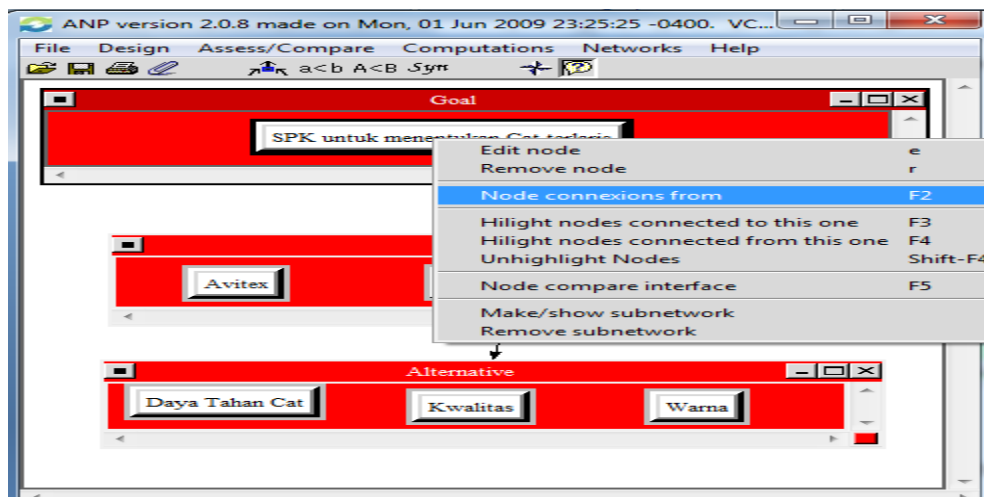 ANP version 2.0.8 made on Mon, 01 Jun 2009 23:25:25 -0400. VC...
File Design Assess/Compare Computations Networks Help
a<b A<B Syn
Goal
SPK untuk menentukan Cat terlaris
Edit node e
Remove node r
Node connexions from F2
Hilight nodes connected to this one F3
Hilight nodes connected from this one F4
Unhighlight Nodes Shift-F4
Node compare interface F5
Make/show subnetwork
Remove subnetwork
Avitex
Alternative
Daya Tahan Cat Kwalitas Warna